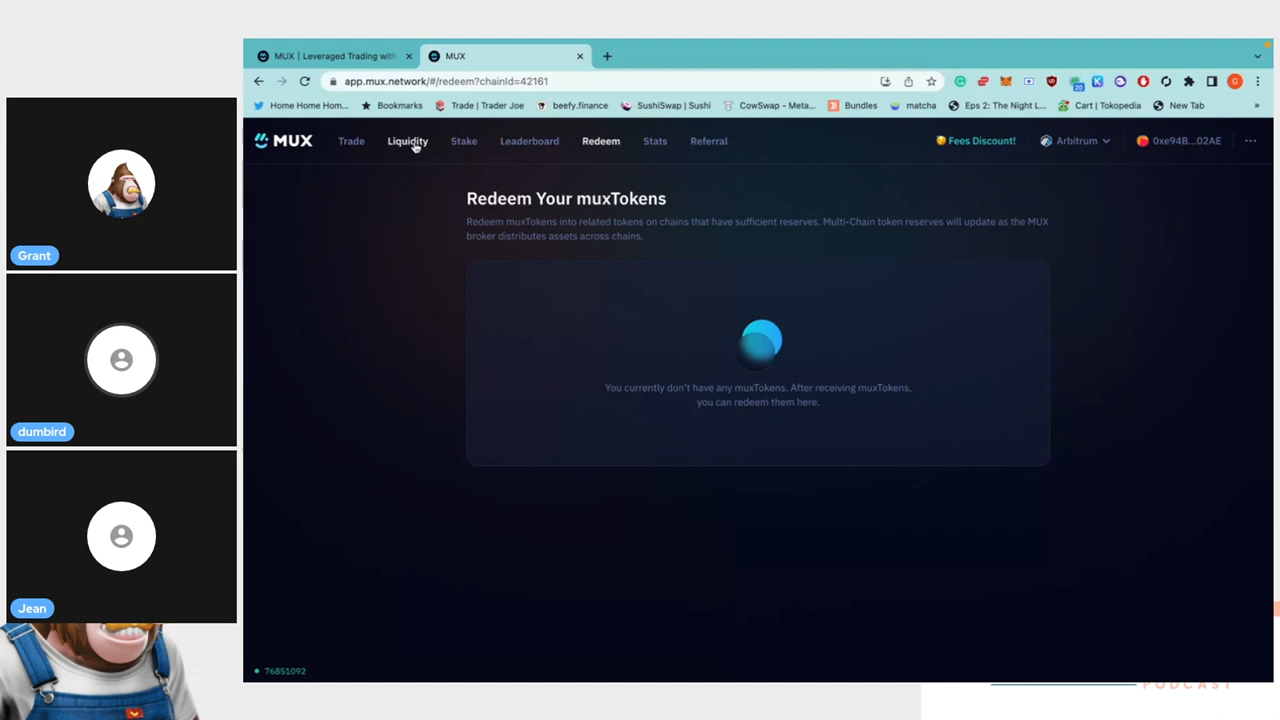 Grant
dumbird
Jean
MUX | Leveraged Trading with
MUX
app.mux.network/#/redeem?chainId=42161
20
G
Home Home Hom...
Bookmarks
Trade | Trader Joe
beefy.finance
SushiSwap | Sushi
CowSwap - Meta...
Bundles
matcha
Eps 2: The Night L...
Cart | Tokopedia
New Tab
»
MUX
Trade
Liquidity
Stake
Leaderboard
Redeem
Stats
Referral
Fees Discount!
Arbitrum
0xe94B...02AE
Redeem Your muxTokens
Redeem muxTokens into related tokens on chains that have sufficient reserves. Multi-Chain token reserves will update as the MUX
broker distributes assets across chains.
You currently don't have any muxTokens. After receiving muxTokens,
you can redeem them here.
76851092
PODCAST